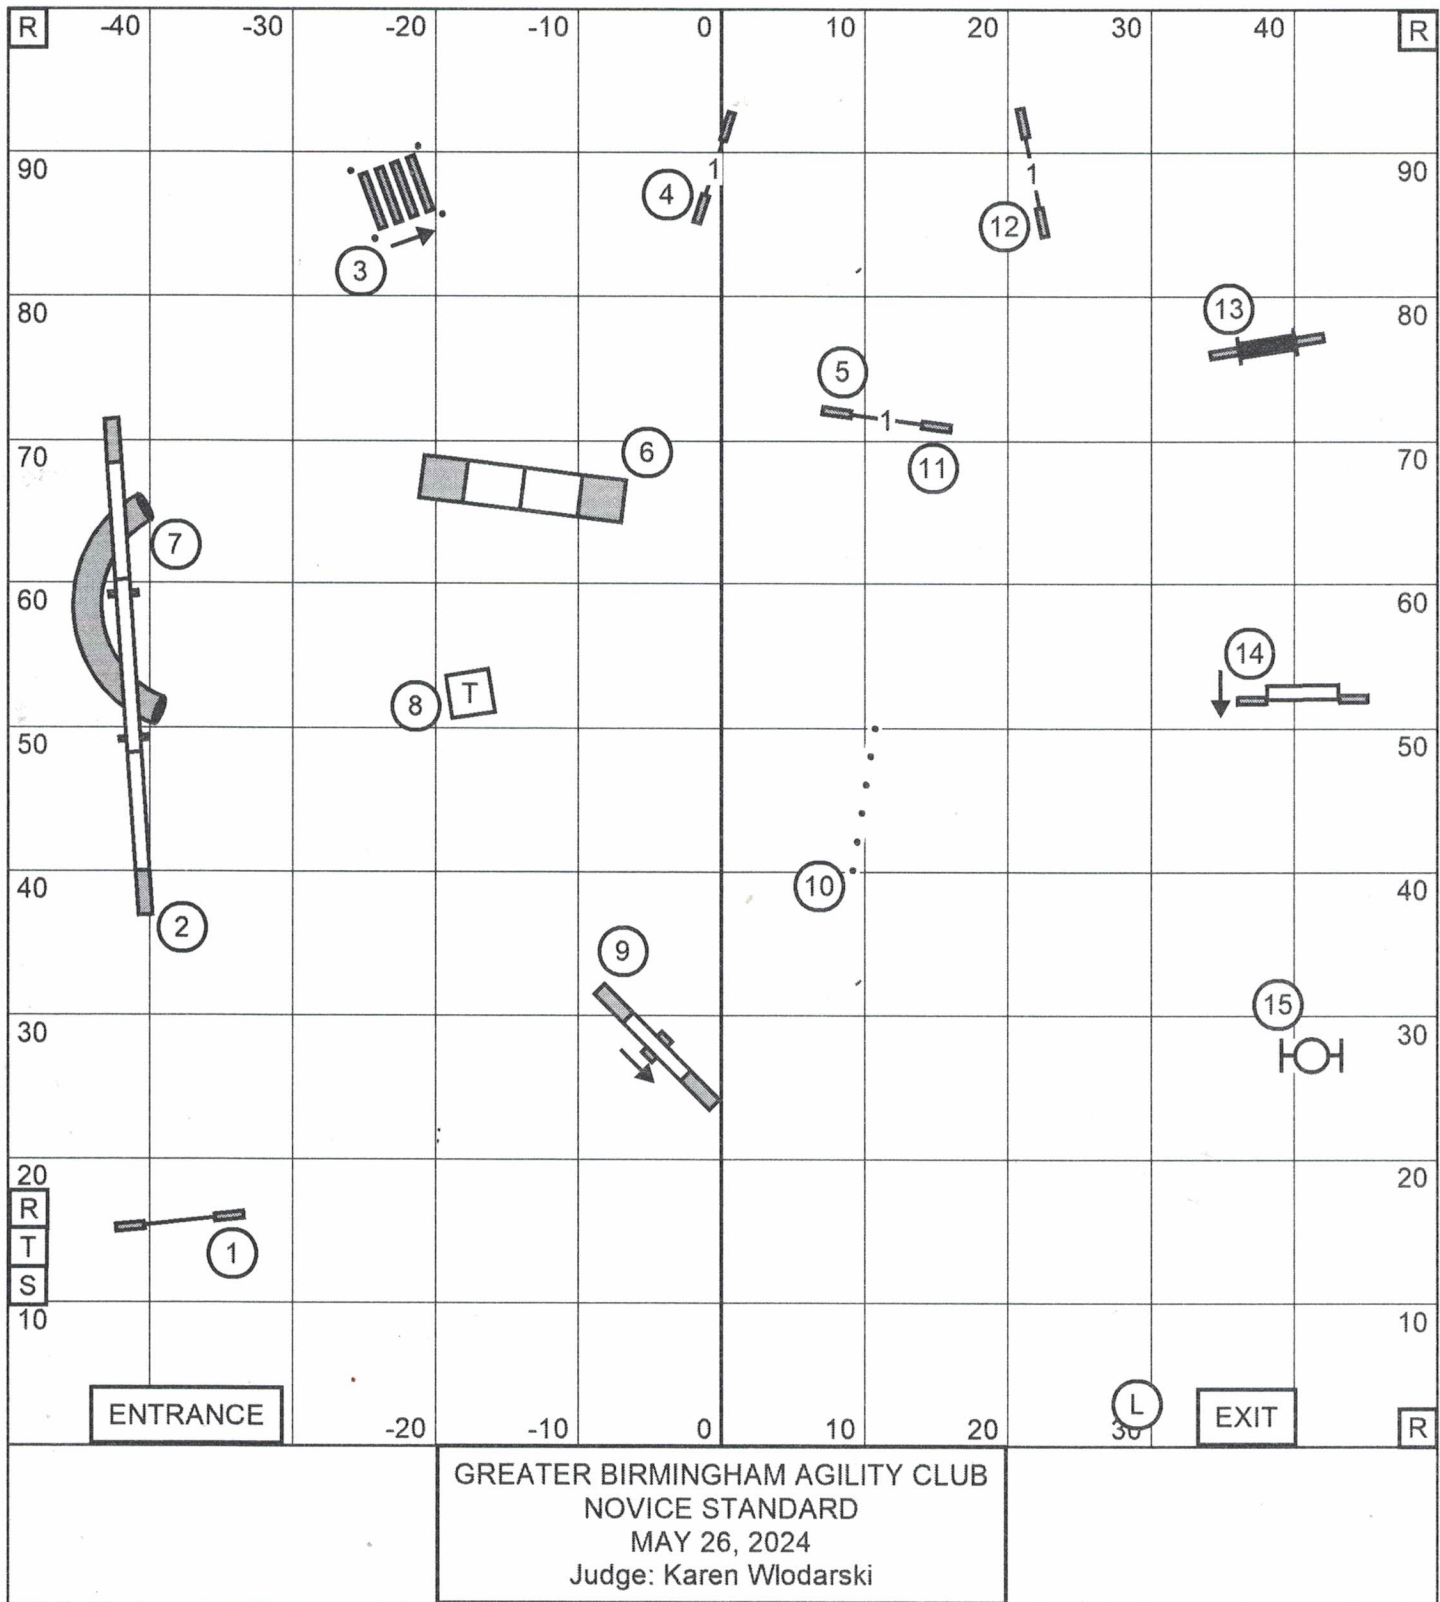 R -40 -30 -20 -10 0 10 20 30 40 R
90 1 1 90
4
12
3
80 13 80
5
1
70 6 11 70
7
60 60
14
8 T
50 50
40 10 40
2
9
30 15 30
20 20
R
T 1
S
10 10
L
ENTRANCE -20 -10 0 10 20 30 EXIT R
GREATER BIRMINGHAM AGILITY CLUB
NOVICE STANDARD
MAY 26, 2024
Judge: Karen Wlodarski